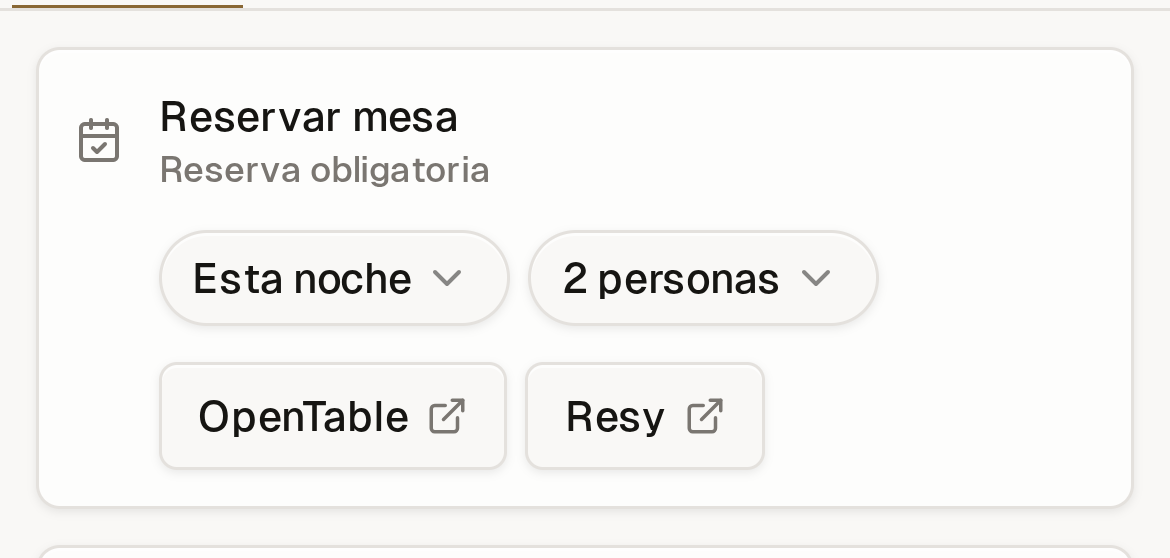 Reservar mesa
Reserva obligatoria
Esta noche
2 personas
OpenTable
Resy